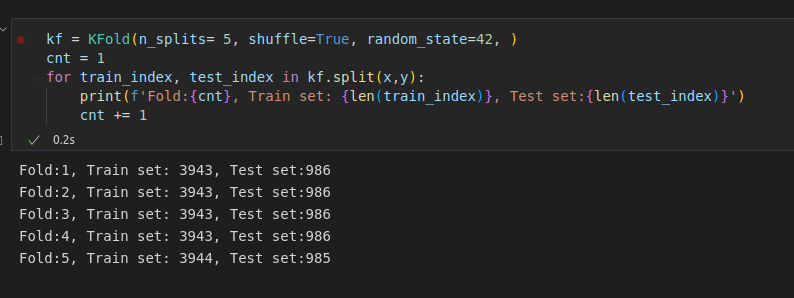 kf = KFold(n_splits= 5, shuffle=True, random_state=42, )
cnt = 1
for train_index, test_index in kf.split(x,y):
    print(f'Fold:{cnt}, Train set: {len(train_index)}, Test set:{len(test_index)}')
    cnt += 1
0.2s
Fold:1, Train set: 3943, Test set:986
Fold:2, Train set: 3943, Test set:986
Fold:3, Train set: 3943, Test set:986
Fold:4, Train set: 3943, Test set:986
Fold:5, Train set: 3944, Test set:985